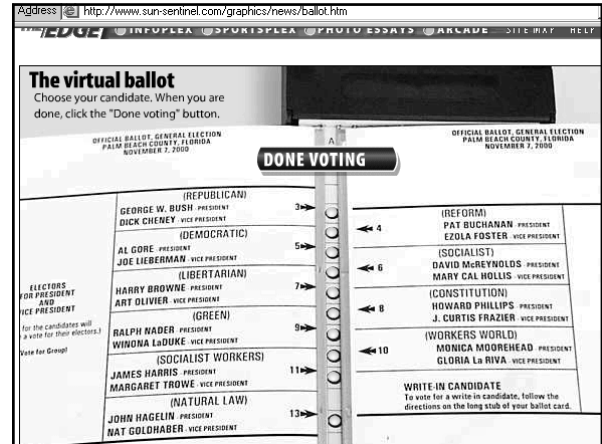 Address http://www.sun-sentinel.com/graphics/news/ballot.htm
THE EDGE INFOPLEX SPORTSPLEX PHOTO ESSAYS ARCADE SITE MAP HELP
The virtual ballot
Choose your candidate. When you are
done, click the "Done voting" button.
OFFICIAL BALLOT, GENERAL ELECTION
PALM BEACH COUNTY, FLORIDA
NOVEMBER 7, 2000
A
DONE VOTING
(REPUBLICAN)
GEORGE W. BUSH - PRESIDENT
DICK CHENEY - VICE PRESIDENT
3
(DEMOCRATIC)
AL GORE - PRESIDENT
JOE LIEBERMAN - VICE PRESIDENT
5
(LIBERTARIAN)
HARRY BROWNE - PRESIDENT
ART OLIVIER - VICE PRESIDENT
7
(GREEN)
RALPH NADER - PRESIDENT
WINONA LaDUKE - VICE PRESIDENT
9
(SOCIALIST WORKERS)
JAMES HARRIS - PRESIDENT
MARGARET TROWE - VICE PRESIDENT
11
(NATURAL LAW)
JOHN HAGELIN - PRESIDENT
NAT GOLDHABER - VICE PRESIDENT
13
ELECTORS
FOR PRESIDENT
AND
VICE PRESIDENT
for the candidates will
a vote for their electors.)
Vote for Group)
OFFICIAL BALLOT, GENERAL ELECTION
PALM BEACH COUNTY, FLORIDA
NOVEMBER 7, 2000
(REFORM)
4
PAT BUCHANAN - PRESIDENT
EZOLA FOSTER - VICE PRESIDENT
(SOCIALIST)
6
DAVID McREYNOLDS - PRESIDENT
MARY CAL HOLLIS - VICE PRESIDENT
(CONSTITUTION)
8
HOWARD PHILLIPS - PRESIDENT
J. CURTIS FRAZIER - VICE PRESIDENT
(WORKERS WORLD)
10
MONICA MOOREHEAD - PRESIDENT
GLORIA La RIVA - VICE PRESIDENT
WRITE-IN CANDIDATE
To vote for a write in candidate, follow the
directions on the long stub of your ballot card.